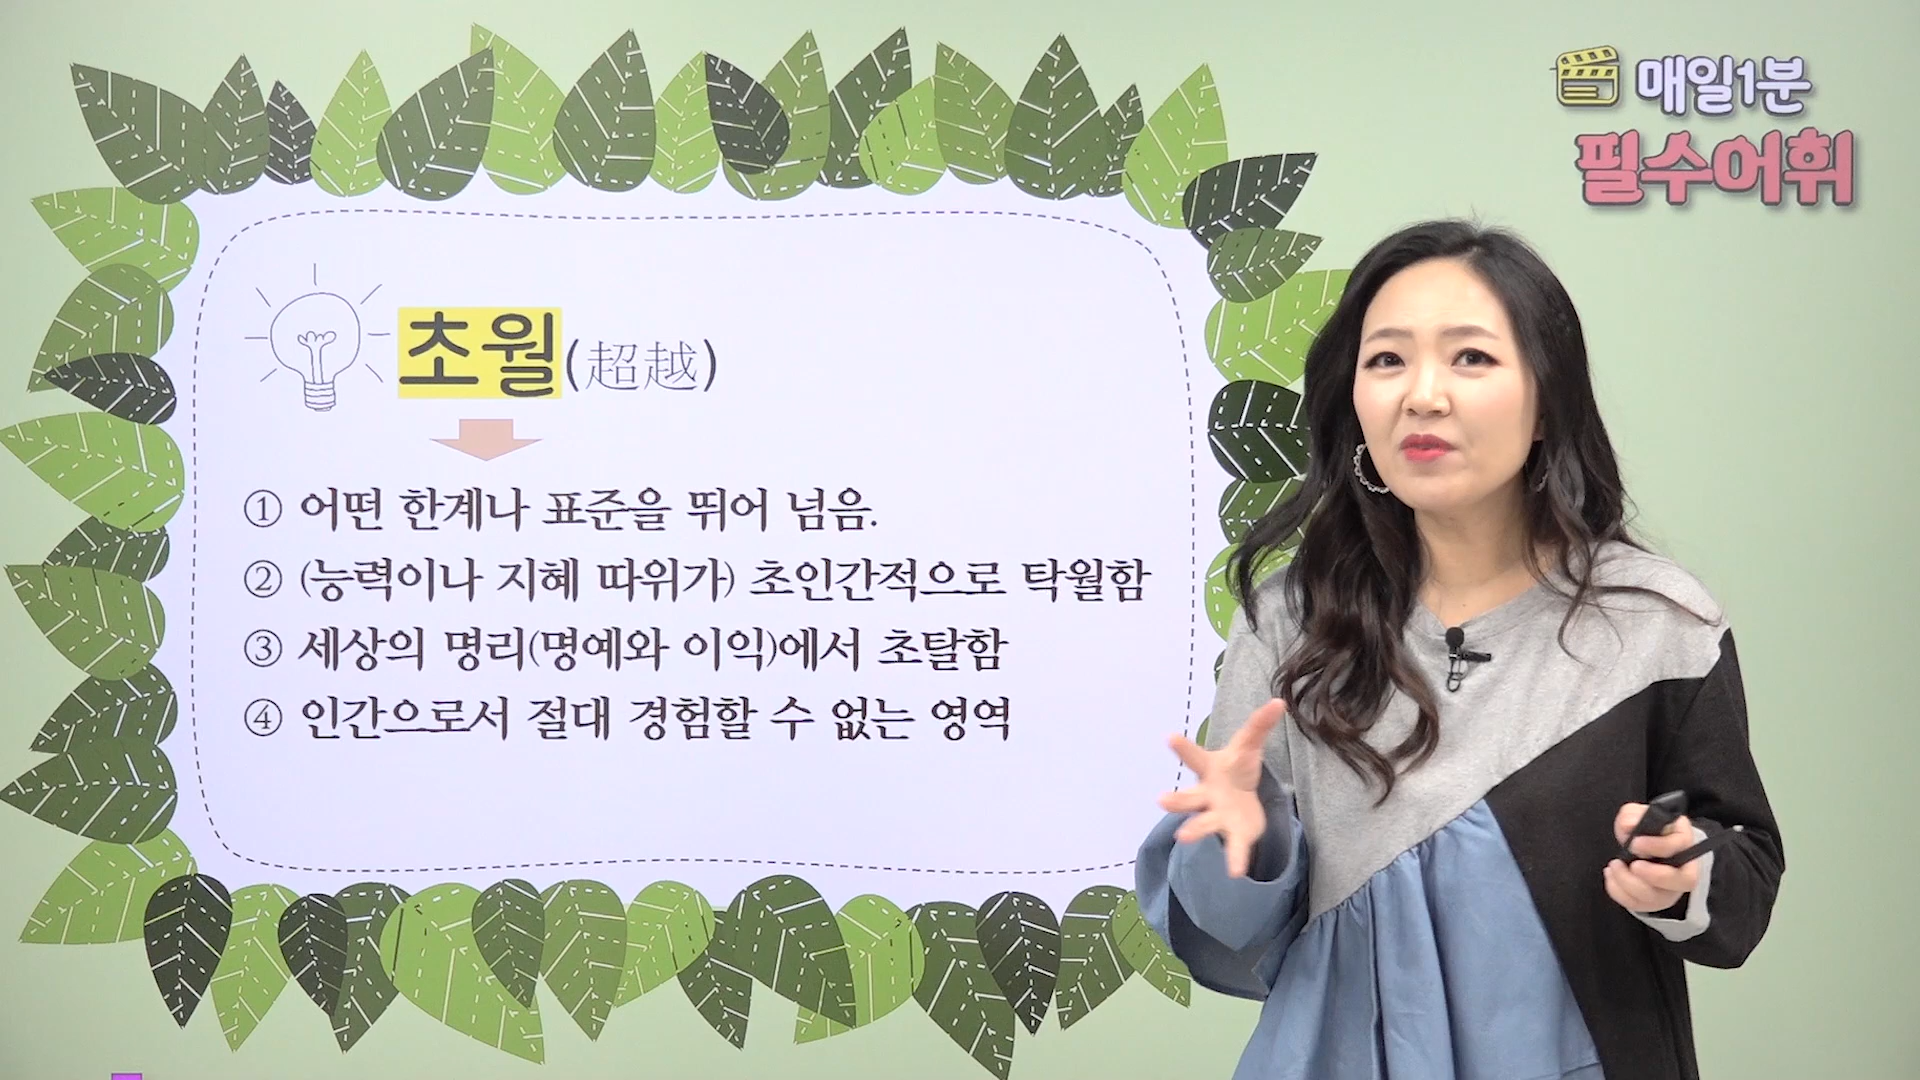 매일1분
필수어휘
초월(超越)
① 어떤 한계나 표준을 뛰어 넘음.
② (능력이나 지혜 따위가) 초인간적으로 탁월함
③ 세상의 명리(명예와 이익)에서 초탈함
④ 인간으로서 절대 경험할 수 없는 영역